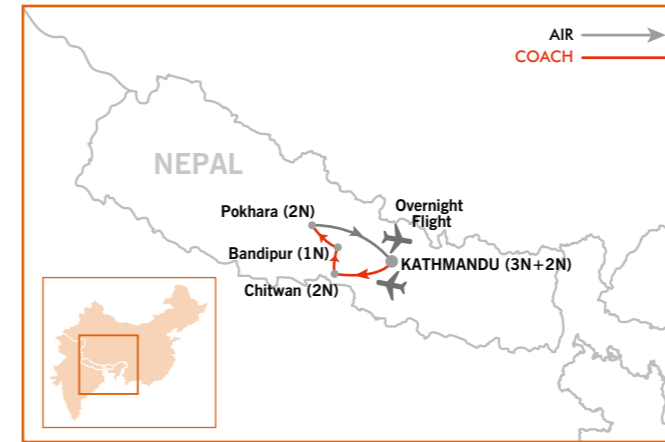 AIR
COACH
NEPAL
Overnight
Flight
Pokhara (2N)
Bandipur (1N)
KATHMANDU (3N+2N)
Chitwan (2N)